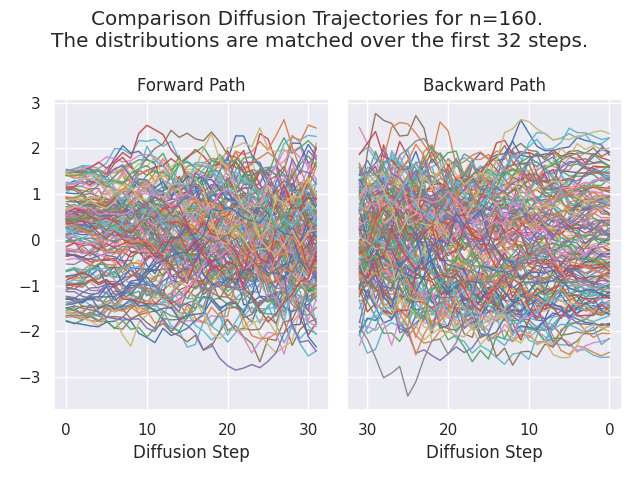 Comparison Diffusion Trajectories for n=160.
The distributions are matched over the first 32 steps.
Forward Path
Backward Path
3
2
1
0
−1
−2
−3
0 10 20 30
30 20 10 0
Diffusion Step
Diffusion Step